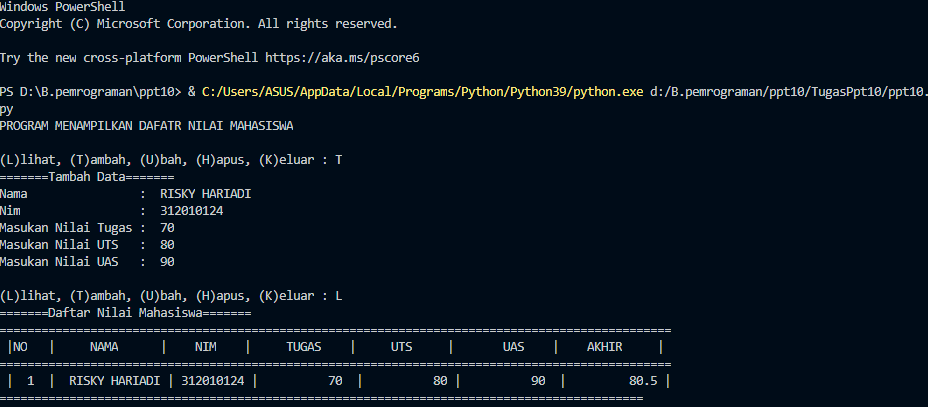 Windows PowerShell
Copyright (C) Microsoft Corporation. All rights reserved.
Try the new cross-platform PowerShell https://aka.ms/pscore6
PS D:\B.pemrograman\ppt10> & C:/Users/ASUS/AppData/Local/Programs/Python/Python39/python.exe d:/B.pemrograman/ppt10/TugasPpt10/ppt10.
py
PROGRAM MENAMPILKAN DAFATR NILAI MAHASISWA
(L)lihat, (T)ambah, (U)bah, (H)apus, (K)eluar : T
=======Tambah Data=======
Nama                :  RISKY HARIADI
Nim                 :  312010124
Masukan Nilai Tugas :  70
Masukan Nilai UTS   :  80
Masukan Nilai UAS   :  90
(L)lihat, (T)ambah, (U)bah, (H)apus, (K)eluar : L
=======Daftar Nilai Mahasiswa=======
================================================================================================
|NO   |     NAMA      |    NIM    |     TUGAS    |     UTS     |       UAS    |    AKHIR     |
================================================================================================
|  1  |  RISKY HARIADI | 312010124 |          70  |          80 |          90  |         80.5 |
============================================================================================